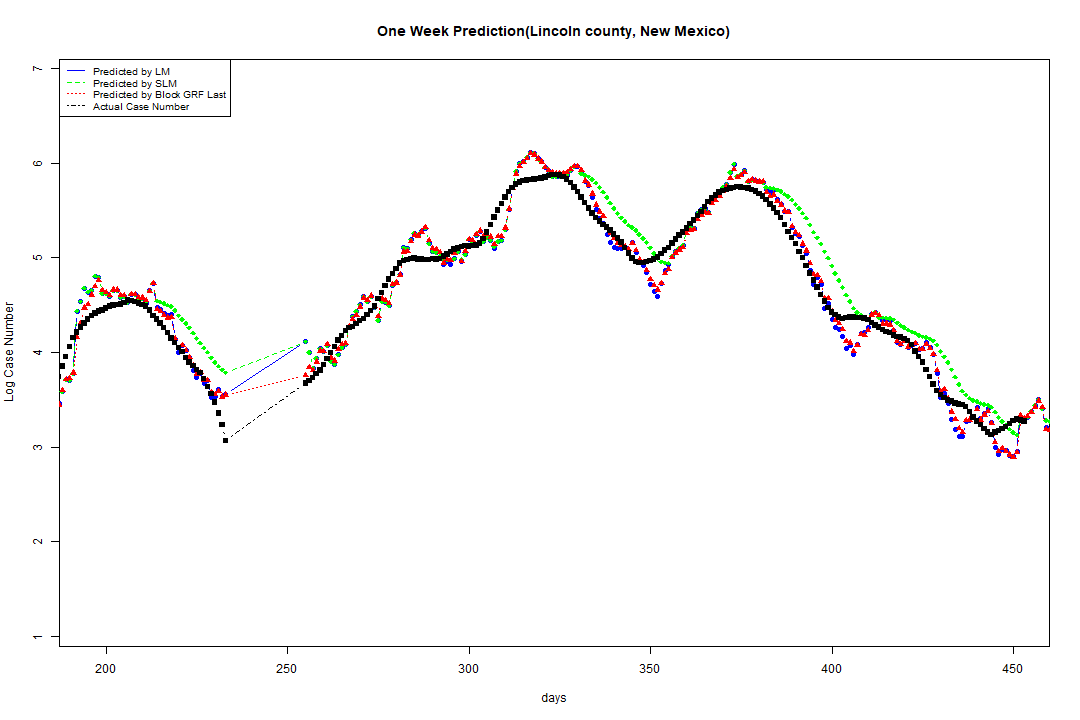 One Week Prediction(Lincoln county, New Mexico)
Predicted by LM
Predicted by SLM
Predicted by Block GRF Last
Actual Case Number
7
6
5
4
3
2
1
Log Case Number
200 250 300 350 400 450
days